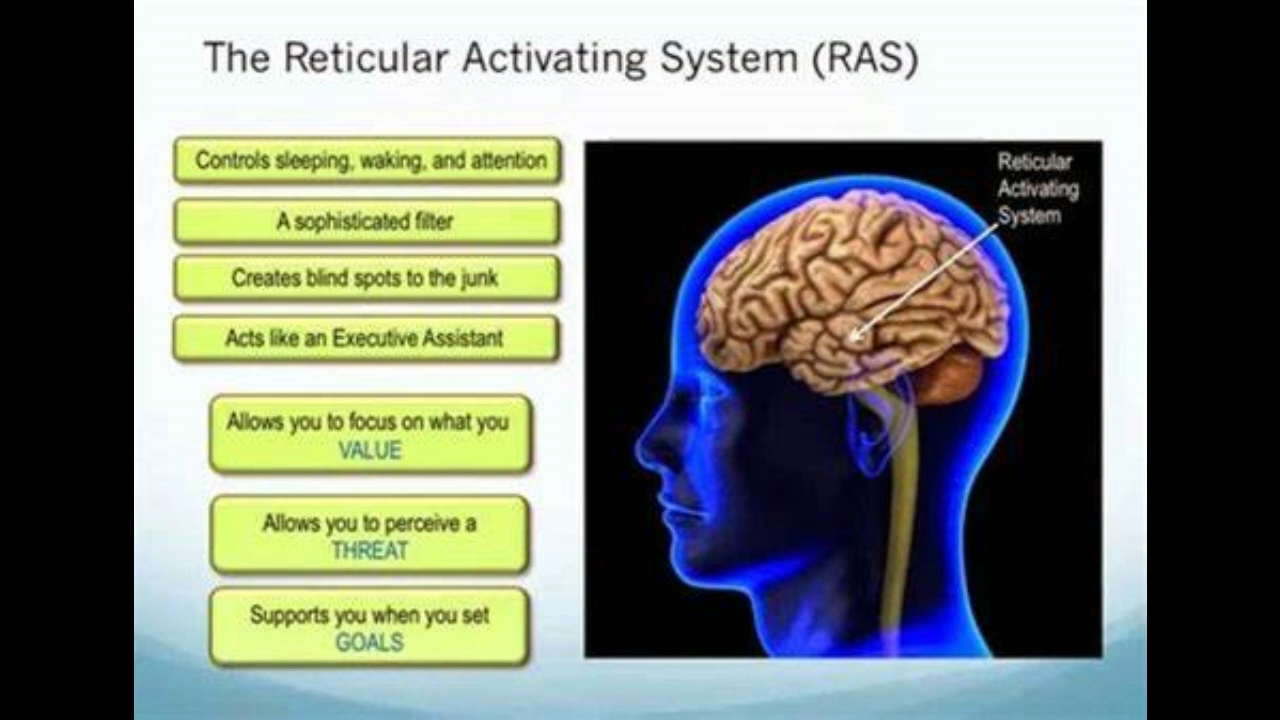 The Reticular Activating System (RAS)
Controls sleeping, waking, and attention
A sophisticated filter
Creates blind spots to the junk
Acts like an Executive Assistant
Allows you to focus on what you
VALUE
Allows you to perceive a
THREAT
Supports you when you set
GOALS
Reticular
Activating
System